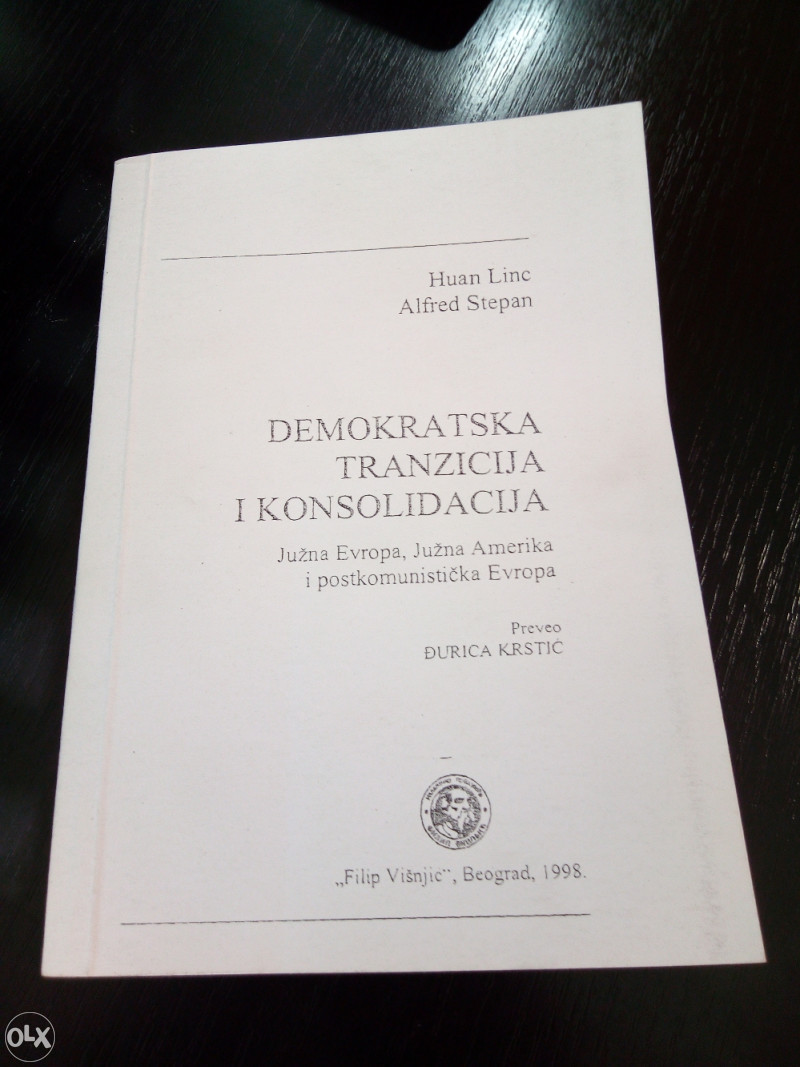 Huan Linc
Alfred Stepan
DEMOKRATSKA
TRANZICIJA
I KONSOLIDACIJA
Južna Evropa, Južna Amerika
i postkomunistička Evropa
Preveo
ĐURICA KRSTIĆ
„Filip Višnjić“, Beograd, 1998.
OLX